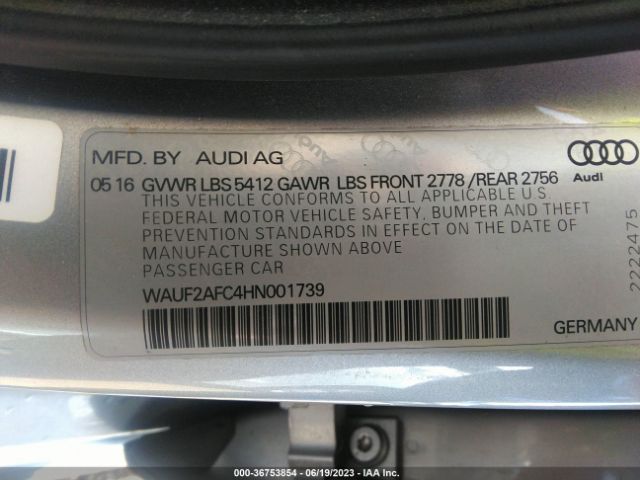 MFD. BY AUDI AG
05 16 GVWR LBS 5412 GAWR LBS FRONT 2778 /REAR 2756
THIS VEHICLE CONFORMS TO ALL APPLICABLE U.S.
FEDERAL MOTOR VEHICLE SAFETY, BUMPER AND THEFT
PREVENTION STANDARDS IN EFFECT ON THE DATE OF
MANUFACTURE SHOWN ABOVE
PASSENGER CAR
WAUF2AFC4HN001739
Audi
2222475
GERMANY
000-36753854 / 06/19/2023 - IAA Inc.